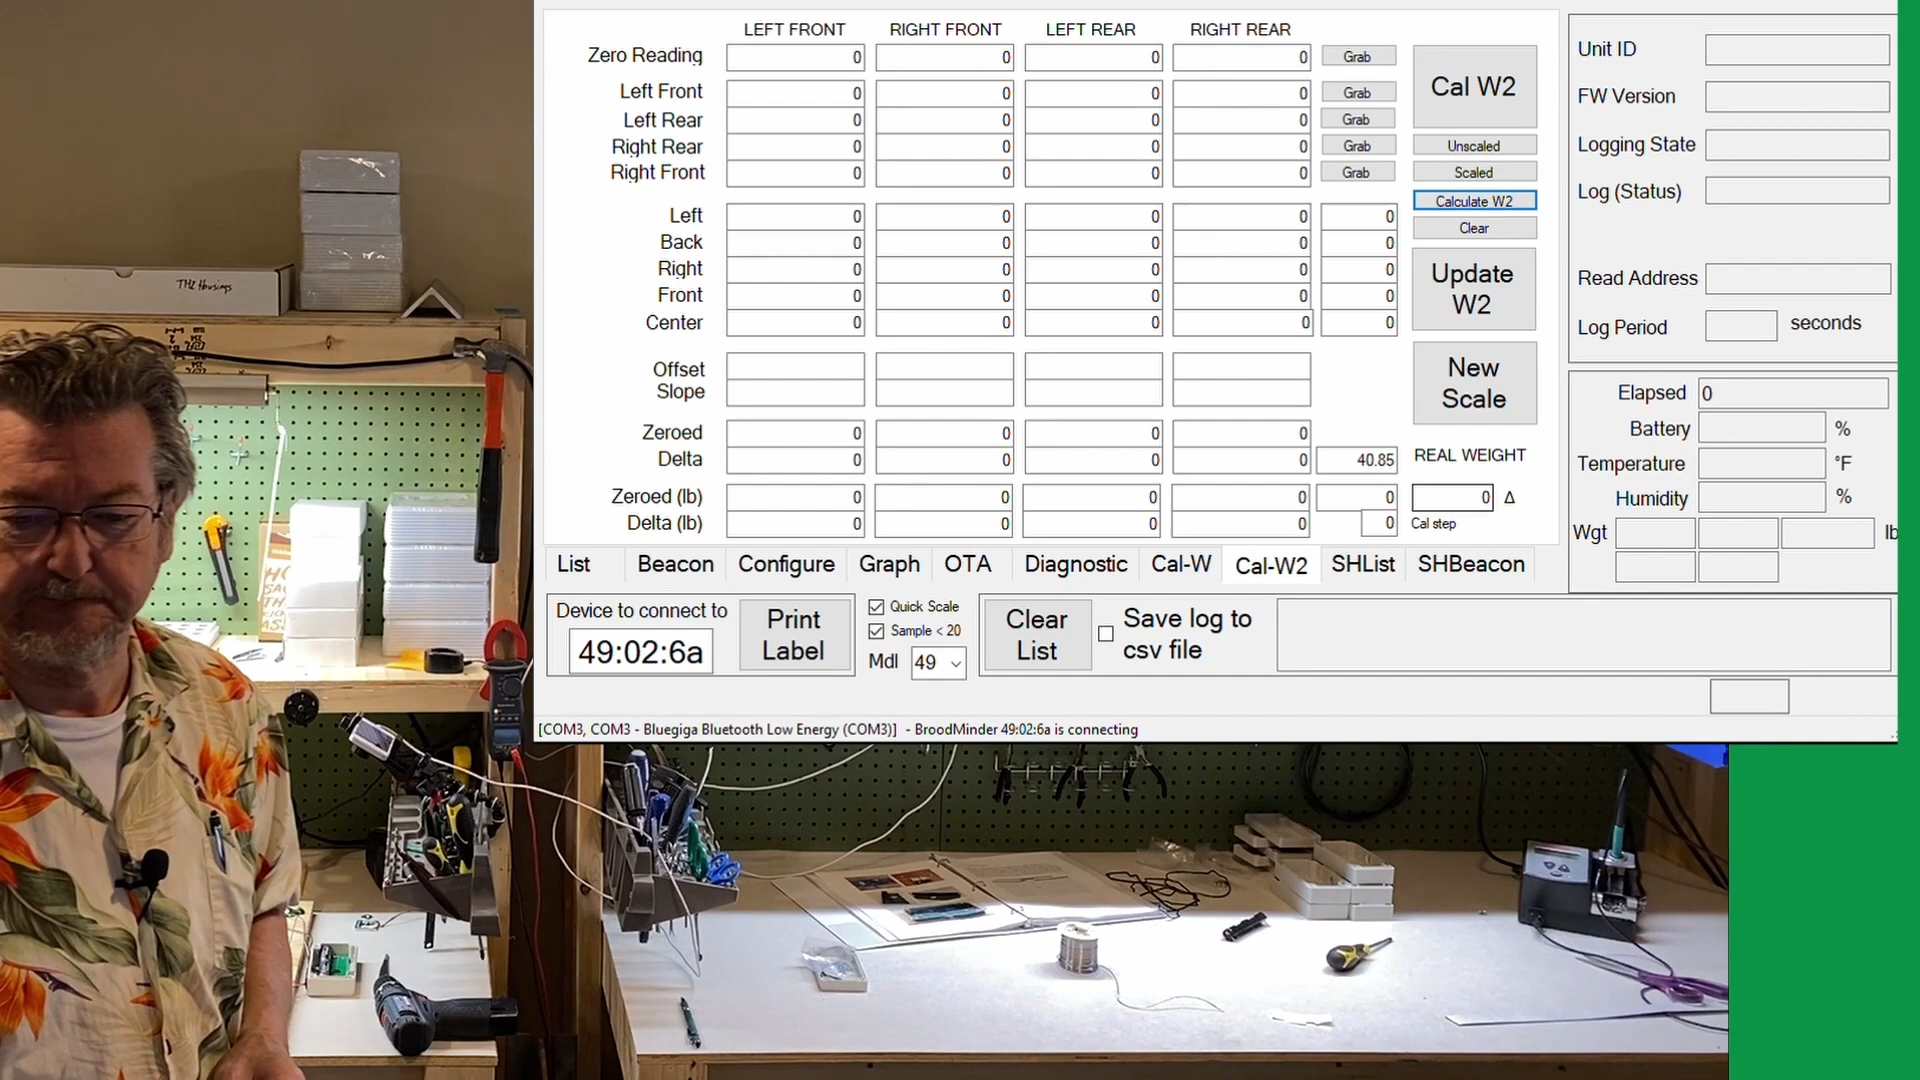 LEFT FRONT RIGHT FRONT LEFT REAR RIGHT REAR
Zero Reading 0 0 0 0 Grab
Cal W2
Left Front 0 0 0 0 Grab
Left Rear 0 0 0 0 Grab
Right Rear 0 0 0 0 Grab Unscaled
Right Front 0 0 0 0 Grab Scaled
Calculate W2
Left 0 0 0 0 0
Clear
Back 0 0 0 0 0
Right 0 0 0 0 0
Update
W2
Front 0 0 0 0 0
Center 0 0 0 0 0
Offset
New
Scale
Slope
Zeroed 0 0 0 0
Delta 0 0 0 0 40.85 REAL WEIGHT
Zeroed (lb) 0 0 0 0 0 0 Δ
Delta (lb) 0 0 0 0 0 Cal step
Unit ID
FW Version
Logging State
Log (Status)
Read Address
Log Period seconds
Elapsed 0
Battery %
Temperature °F
Humidity %
Wgt lb
List Beacon Configure Graph OTA Diagnostic Cal-W Cal-W2 SHList SHBeacon
Device to connect to
49:02:6a
Print
Label
Quick Scale
Sample < 20
Mdl 49
Clear
List
Save log to
csv file
[COM3, COM3 - Bluegiga Bluetooth Low Energy (COM3)] - BroodMinder 49:02:6a is connecting
TH2 Housings